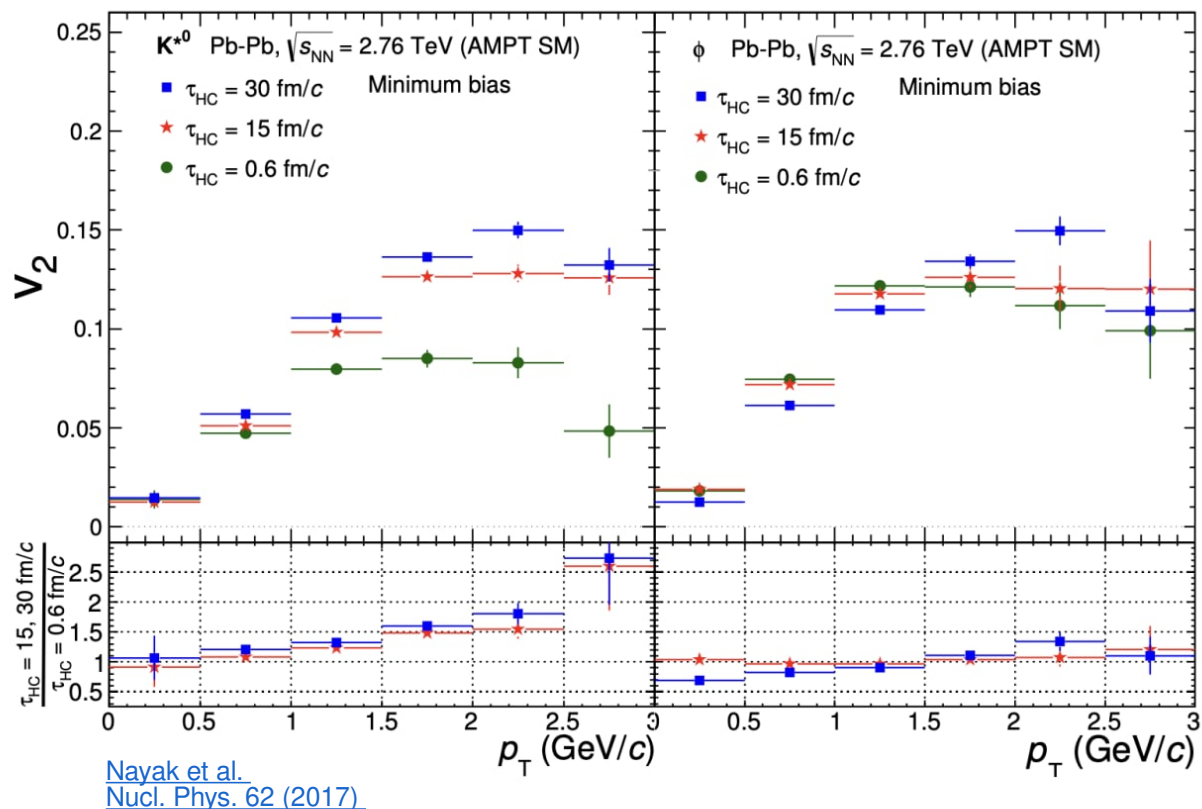 K*0 Pb-Pb, √sNN = 2.76 TeV (AMPT SM)
Minimum bias
τHC = 30 fm/c
τHC = 15 fm/c
τHC = 0.6 fm/c
ϕ Pb-Pb, √sNN = 2.76 TeV (AMPT SM)
Minimum bias
τHC = 30 fm/c
τHC = 15 fm/c
τHC = 0.6 fm/c
0.25
0.2
0.15
0.1
0.05
0
v2
τHC = 15, 30 fm/c
τHC = 0.6 fm/c
2.5
2
1.5
1
0.5
0 0.5 1 1.5 2 2.5 3 0.5 1 1.5 2 2.5 3
pT (GeV/c) pT (GeV/c)
Nayak et al.
Nucl. Phys. 62 (2017)